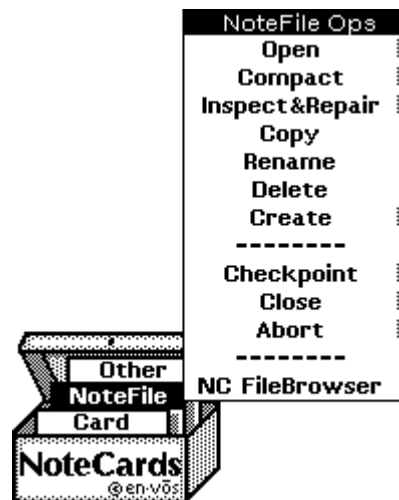 NoteFile Ops
Open
Compact
Inspect&Repair
Copy
Rename
Delete
Create
--------
Checkpoint
Close
Abort
--------
NC FileBrowser
Other
NoteFile
Card
NoteCards
©en·vōs